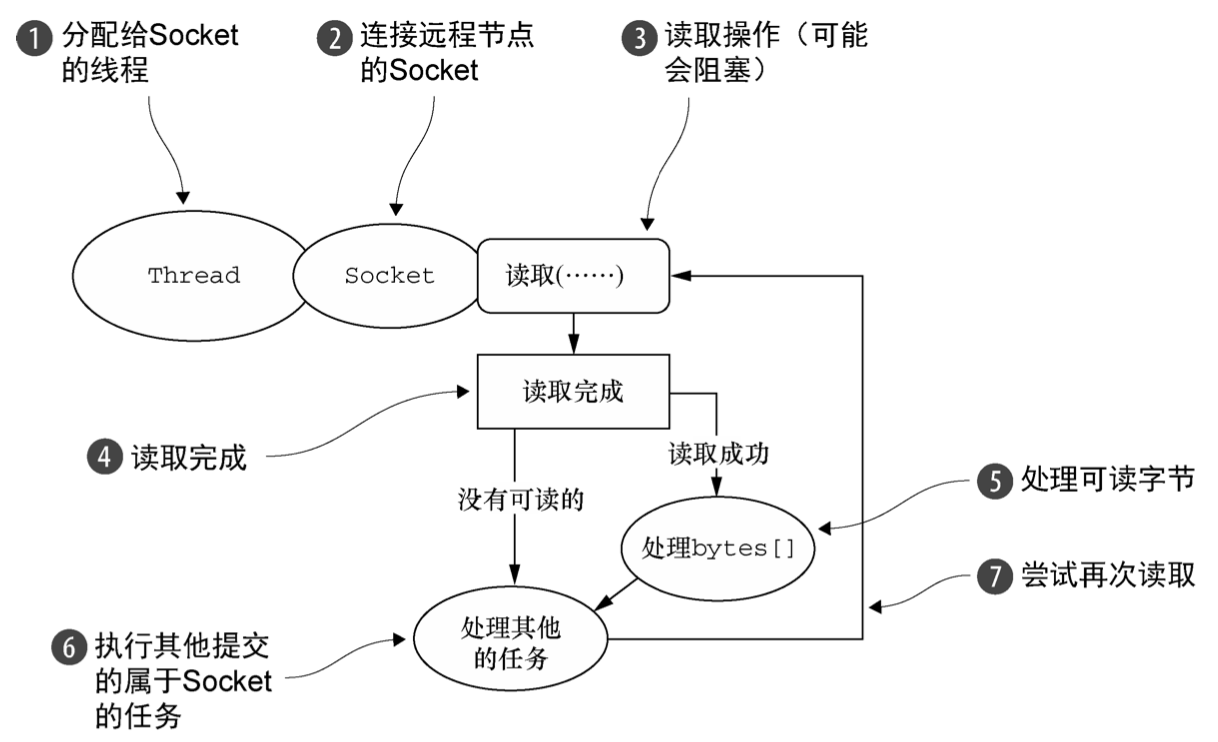 1 分配给Socket
的线程
2 连接远程节点
的Socket
3 读取操作（可能
会阻塞）
Thread
Socket
读取(……)
读取完成
4 读取完成
读取成功
没有可读的
5 处理可读字节
处理bytes[]
7 尝试再次读取
处理其他
的任务
6 执行其他提交
的属于Socket
的任务